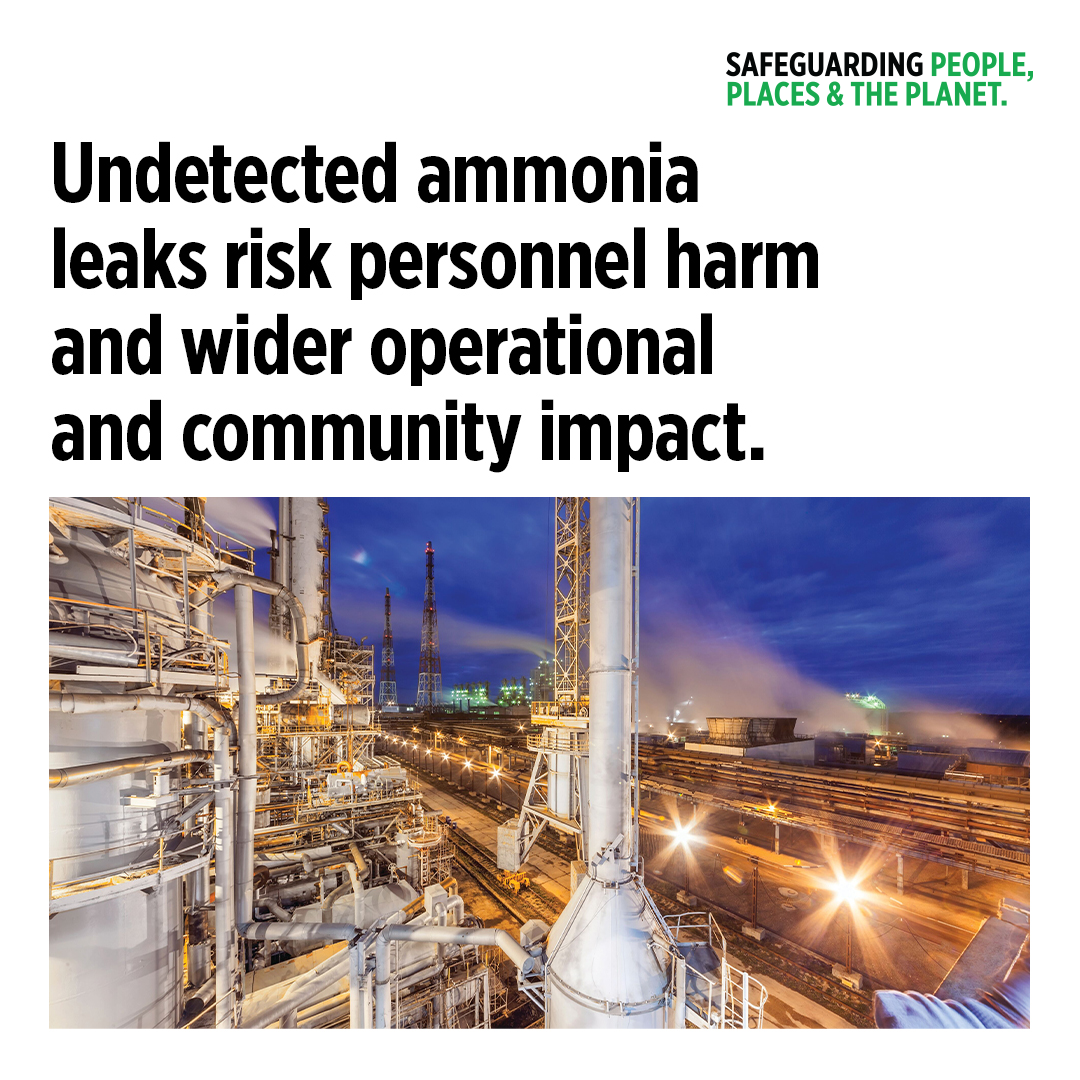 SAFEGUARDING PEOPLE,
PLACES & THE PLANET.
Undetected ammonia
leaks risk personnel harm
and wider operational
and community impact.